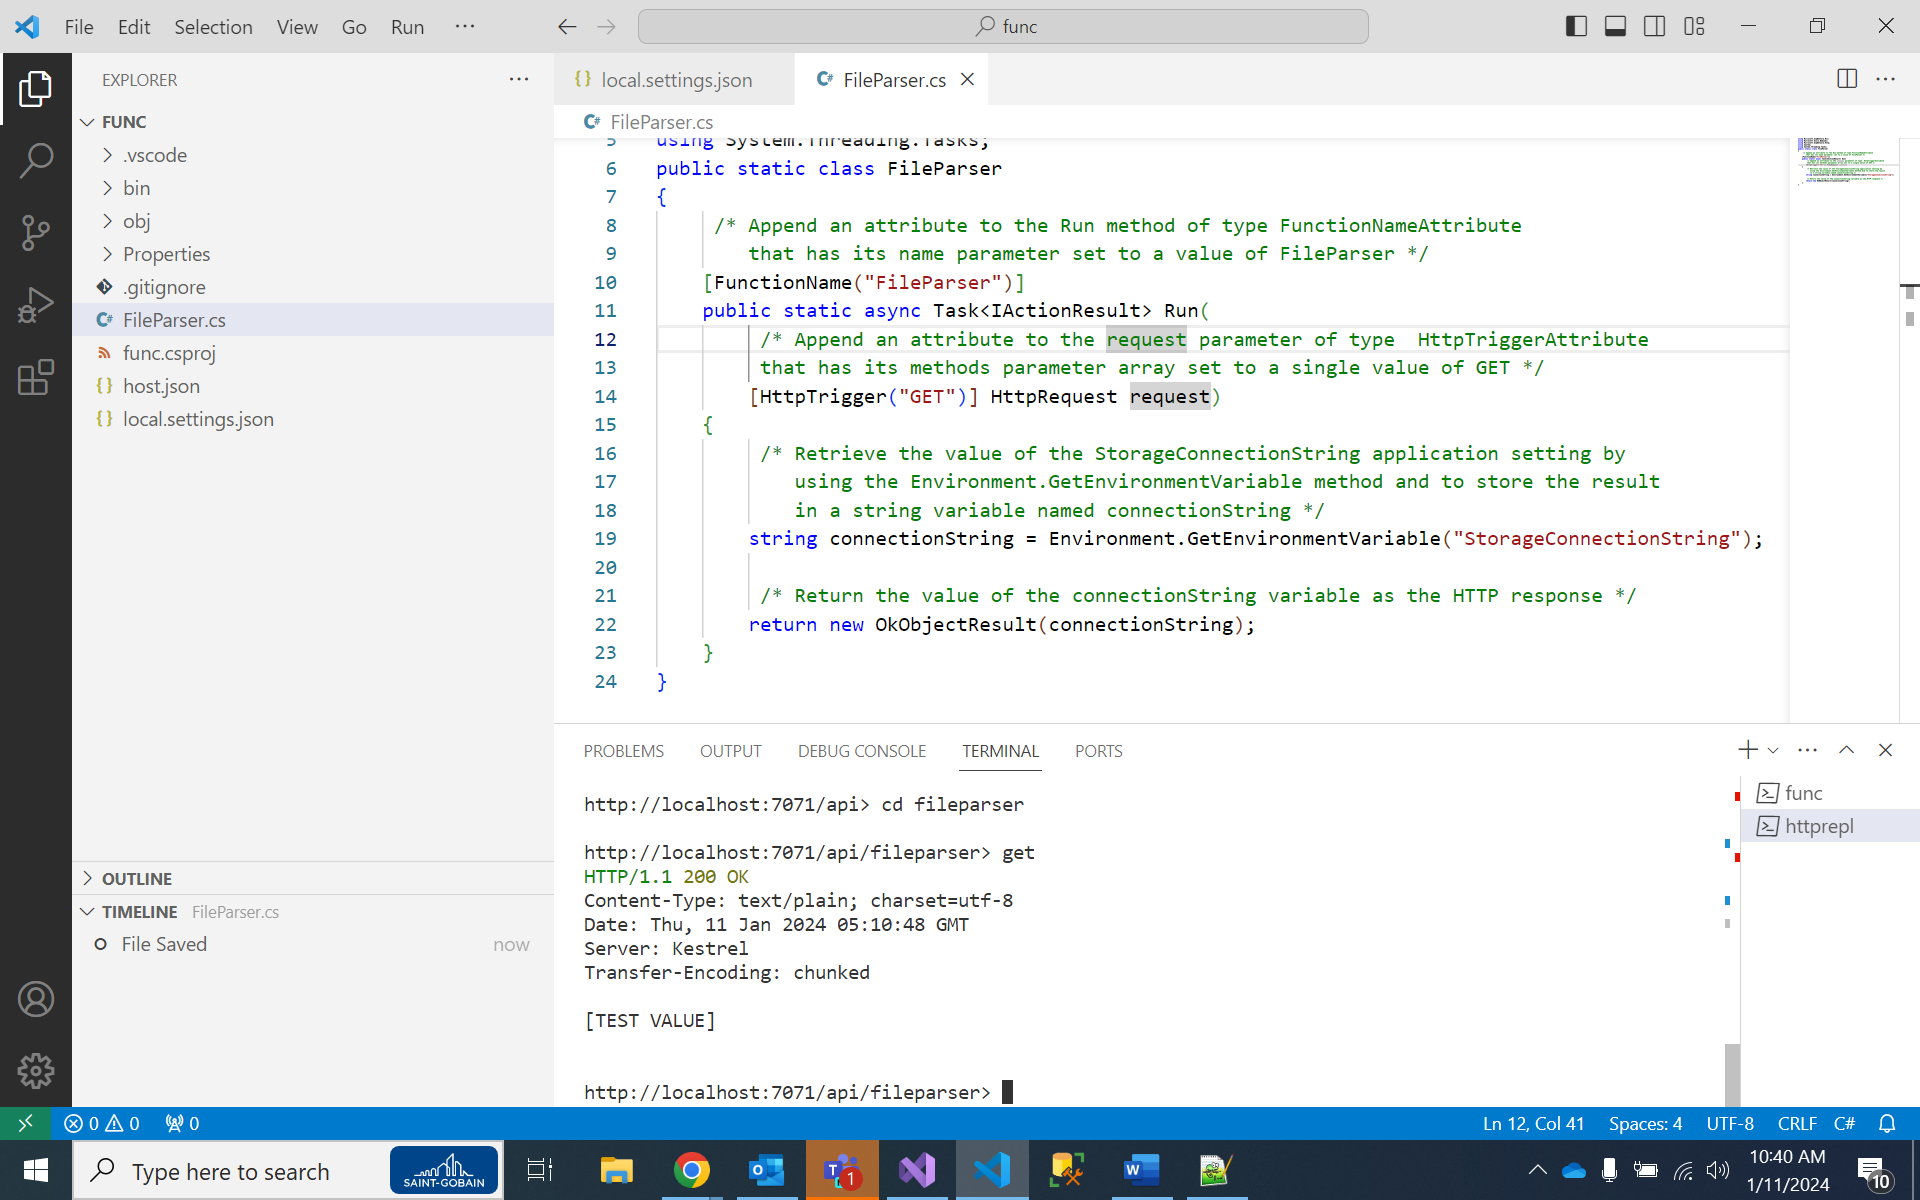 File Edit Selection View Go Run ···
func
EXPLORER
FUNC
.vscode
bin
obj
Properties
.gitignore
FileParser.cs
func.csproj
host.json
local.settings.json
OUTLINE
TIMELINE FileParser.cs
File Saved now
local.settings.json
FileParser.cs
FileParser.cs
5 using System.Threading.Tasks;
6 public static class FileParser
7 {
8 /* Append an attribute to the Run method of type FunctionNameAttribute
9 that has its name parameter set to a value of FileParser */
10 [FunctionName("FileParser")]
11 public static async Task<IActionResult> Run(
12 /* Append an attribute to the request parameter of type  HttpTriggerAttribute
13 that has its methods parameter array set to a single value of GET */
14 [HttpTrigger("GET")] HttpRequest request)
15 {
16 /* Retrieve the value of the StorageConnectionString application setting by
17 using the Environment.GetEnvironmentVariable method and to store the result
18 in a string variable named connectionString */
19 string connectionString = Environment.GetEnvironmentVariable("StorageConnectionString");
20
21 /* Return the value of the connectionString variable as the HTTP response */
22 return new OkObjectResult(connectionString);
23 }
24 }
PROBLEMS OUTPUT DEBUG CONSOLE TERMINAL PORTS
http://localhost:7071/api> cd fileparser
http://localhost:7071/api/fileparser> get
HTTP/1.1 200 OK
Content-Type: text/plain; charset=utf-8
Date: Thu, 11 Jan 2024 05:10:48 GMT
Server: Kestrel
Transfer-Encoding: chunked
[TEST VALUE]
http://localhost:7071/api/fileparser>
func
httprepl
0 0 0
Ln 12, Col 41 Spaces: 4 UTF-8 CRLF C#
Type here to search
SAINT-GOBAIN
1
10:40 AM
1/11/2024
10